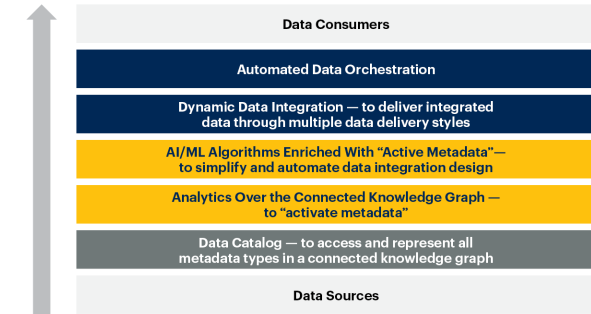 Data Consumers
Automated Data Orchestration
Dynamic Data Integration — to deliver integrated
data through multiple data delivery styles
AI/ML Algorithms Enriched With “Active Metadata”—
to simplify and automate data integration design
Analytics Over the Connected Knowledge Graph —
to “activate metadata”
Data Catalog — to access and represent all
metadata types in a connected knowledge graph
Data Sources